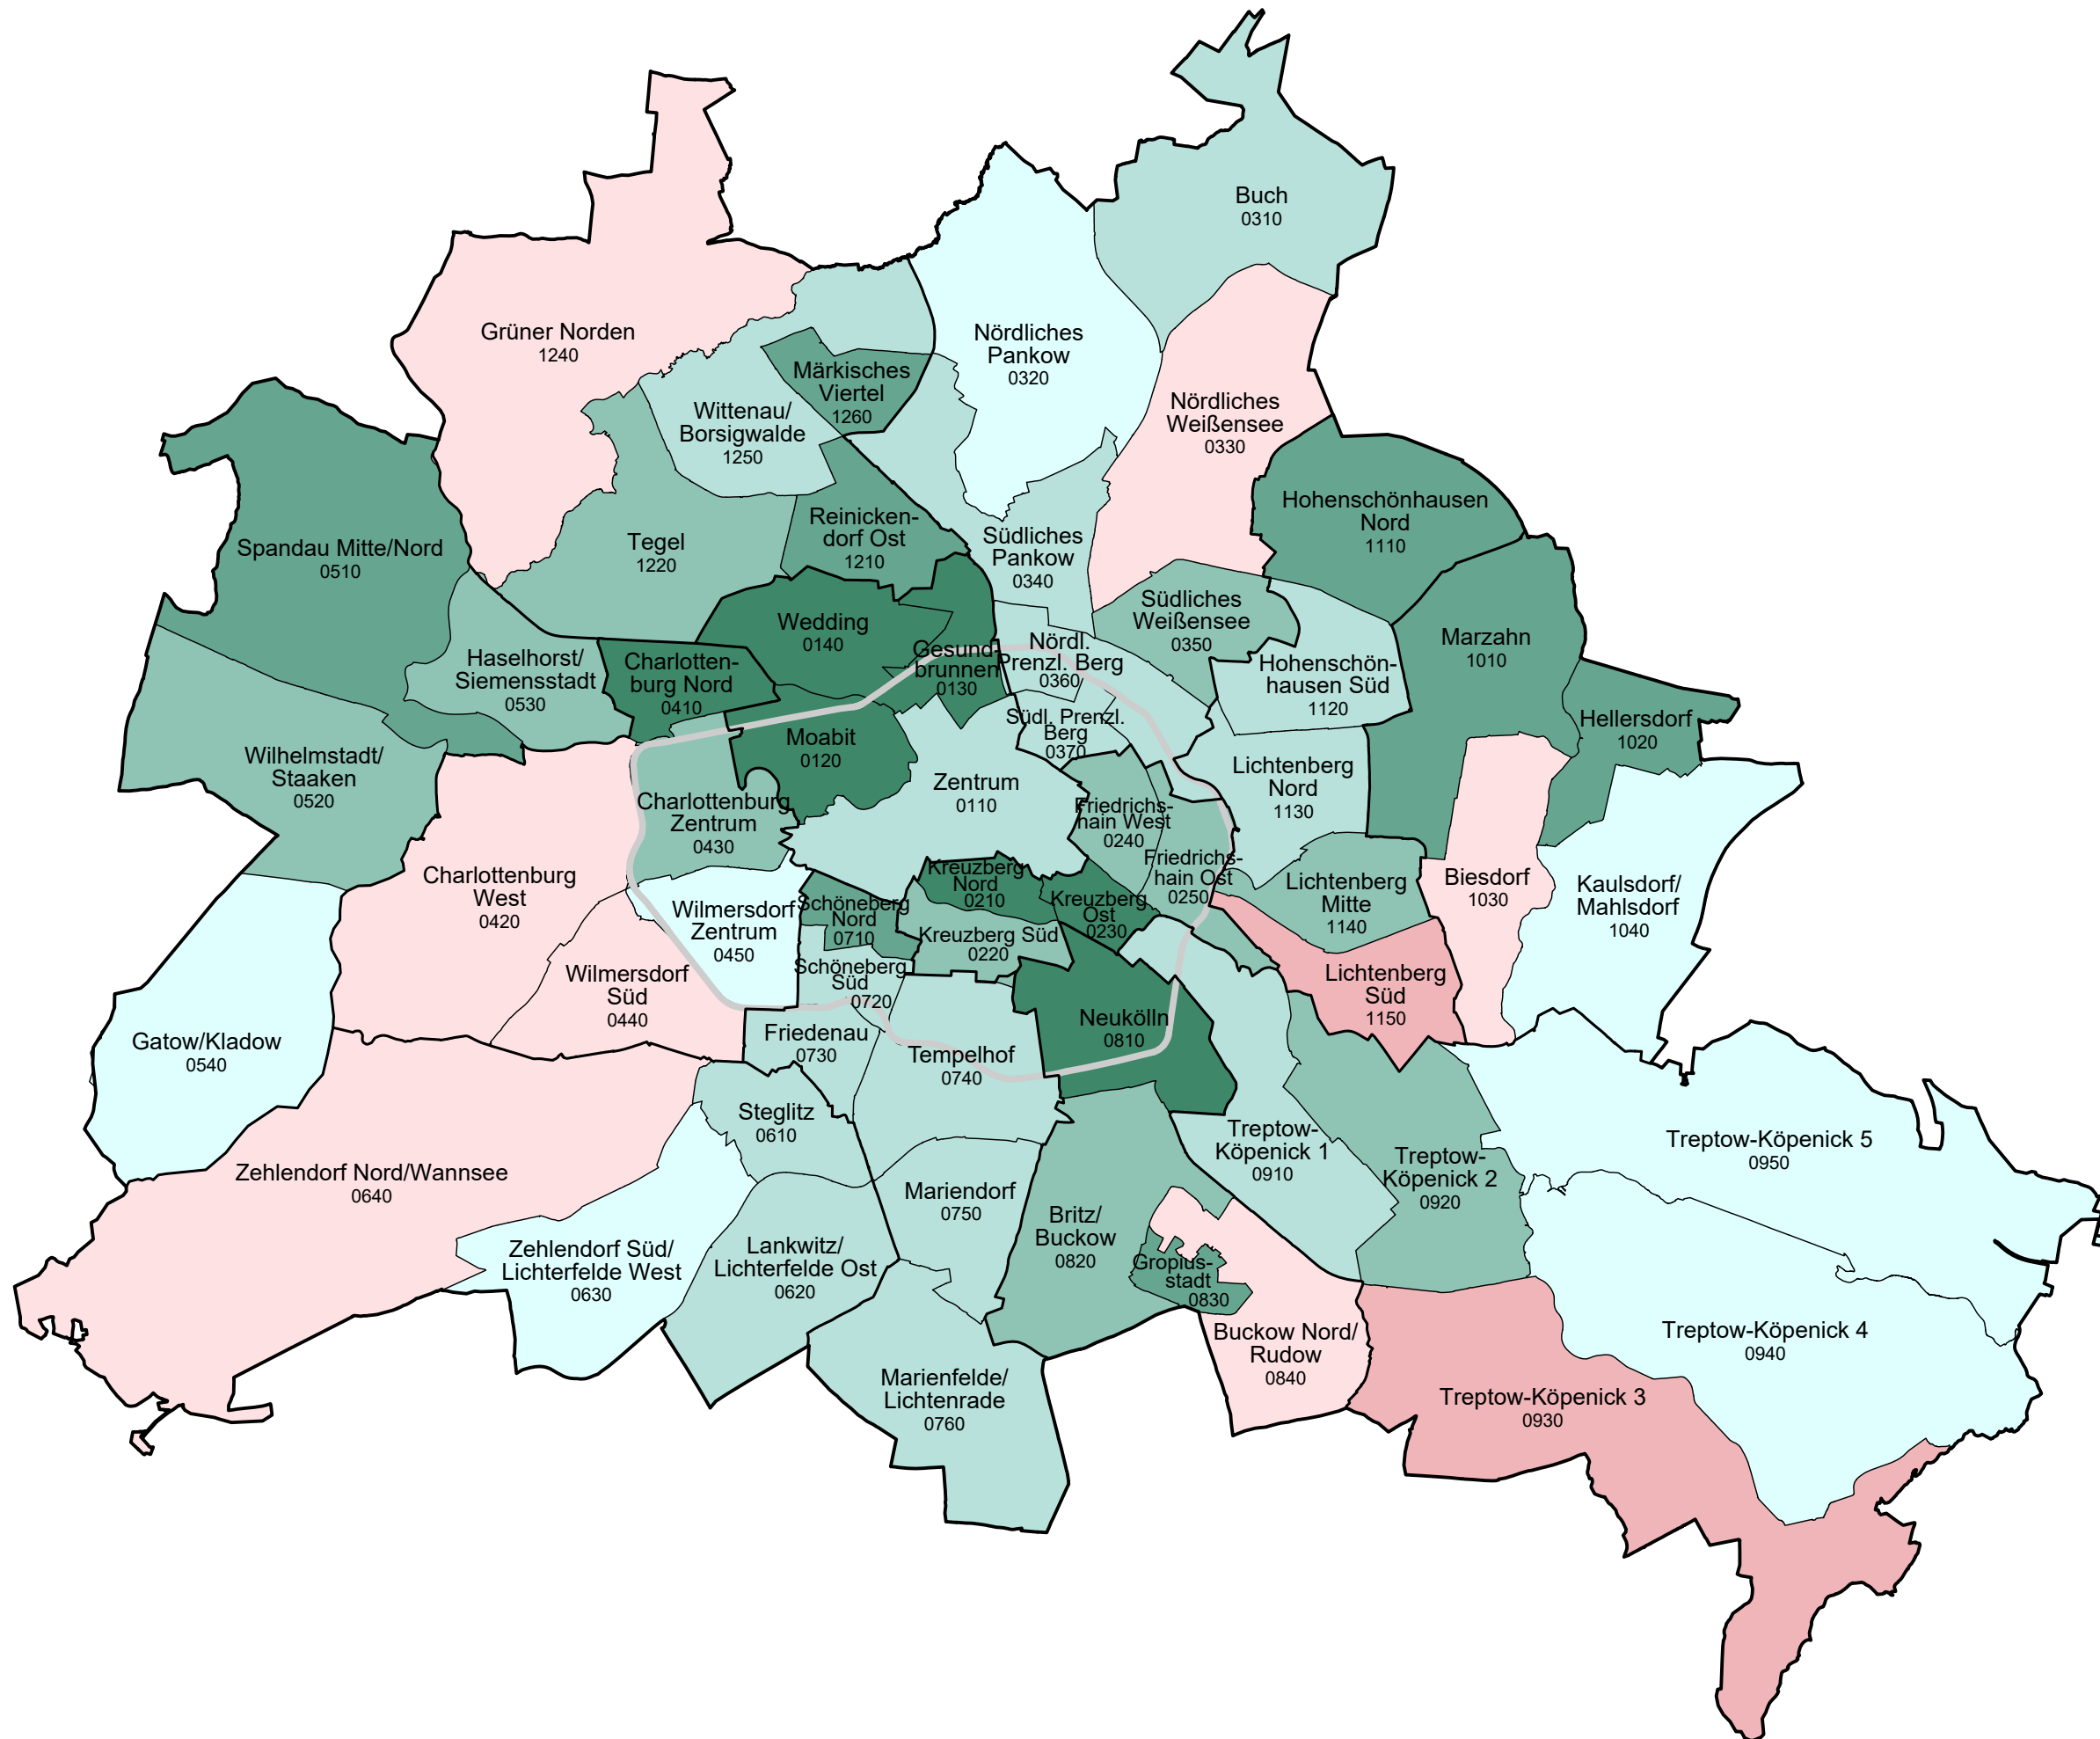 Buch
0310
Grüner Norden
1240
Nördliches
Pankow
0320
Märkisches
Viertel
1260
Wittenau/
Borsigwalde
1250
Nördliches
Weißensee
0330
Hohenschönhausen
Nord
1110
Spandau Mitte/Nord
0510
Tegel
1220
Reinicken-
dorf Ost
1210
Südliches
Pankow
0340
Südliches
Weißensee
0350
Wedding
0140
Marzahn
1010
Haselhorst/
Siemensstadt
0530
Charlotten-
burg Nord
0410
Gesund-
brunnen
0130
Nördl.
Prenzl. Berg
0360
Hohenschön-
hausen Süd
1120
Hellersdorf
1020
Wilhelmstadt/
Staaken
0520
Moabit
0120
Südl. Prenzl.
Berg
0370
Zentrum
0110
Lichtenberg
Nord
1130
Charlottenburg
Zentrum
0430
Friedrichs-
hain West
0240
Friedrichs-
hain Ost
0250
Charlottenburg
West
0420
Kreuzberg
Nord
0210
Lichtenberg
Mitte
1140
Biesdorf
1030
Kaulsdorf/
Mahlsdorf
1040
Wilmersdorf
Zentrum
0450
Schöneberg
Nord
0710
Kreuzberg
Ost
0230
Kreuzberg Süd
0220
Wilmersdorf
Süd
0440
Schöneberg
Süd
0720
Lichtenberg
Süd
1150
Gatow/Kladow
0540
Friedenau
0730
Tempelhof
0740
Neukölln
0810
Steglitz
0610
Treptow-
Köpenick 1
0910
Treptow-
Köpenick 2
0920
Treptow-Köpenick 5
0950
Zehlendorf Nord/Wannsee
0640
Mariendorf
0750
Britz/
Buckow
0820
Zehlendorf Süd/
Lichterfelde West
0630
Lankwitz/
Lichterfelde Ost
0620
Gropius-
stadt
0830
Buckow Nord/
Rudow
0840
Treptow-Köpenick 4
0940
Marienfelde/
Lichtenrade
0760
Treptow-Köpenick 3
0930